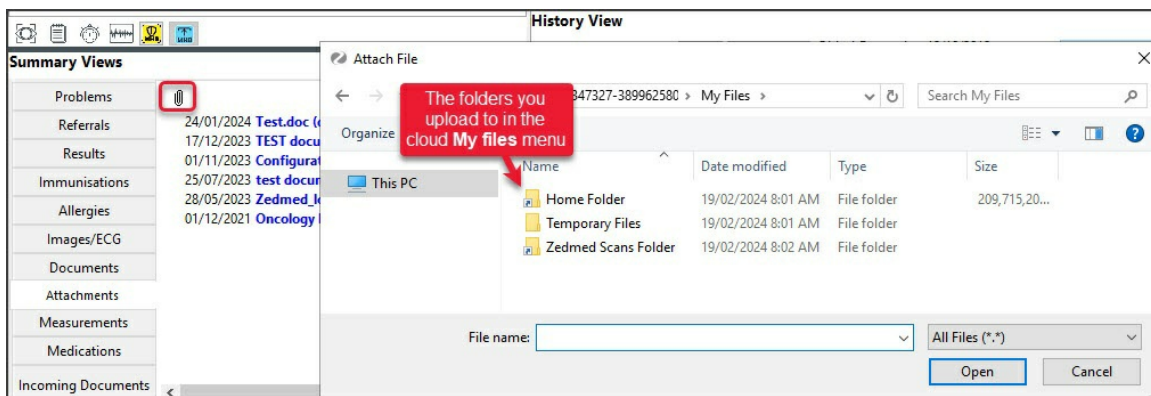 History View
Summary Views
Problems
Referrals
Results
Immunisations
Allergies
Images/ECG
Documents
Attachments
Measurements
Medications
Incoming Documents
24/01/2024 Test.doc
17/12/2023 TEST docu
01/11/2023 Configurat
25/07/2023 test docum
28/05/2023
01/12/2021 Oncology
Attach File
347327-389962580 > My Files >
Search My Files
The folders you
upload to in the
cloud My files menu
Organize
This PC
Name Date modified Type Size
Home Folder 19/02/2024 8:01 AM File folder 209,715,20...
Temporary Files 19/02/2024 8:01 AM File folder
Zedmed Scans Folder 19/02/2024 8:02 AM File folder
File name:
All Files (*.*)
Open Cancel